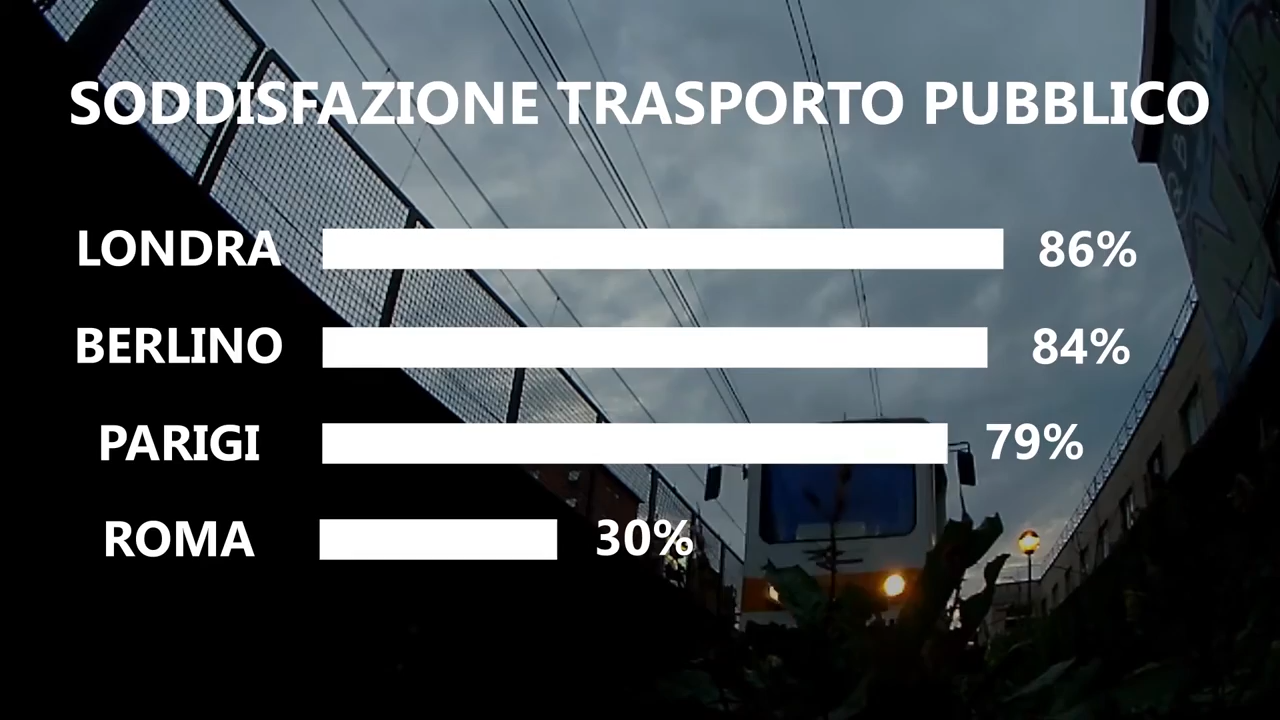 SODDISFAZIONE TRASPORTO PUBBLICO
LONDRA 86%
BERLINO 84%
PARIGI 79%
ROMA 30%